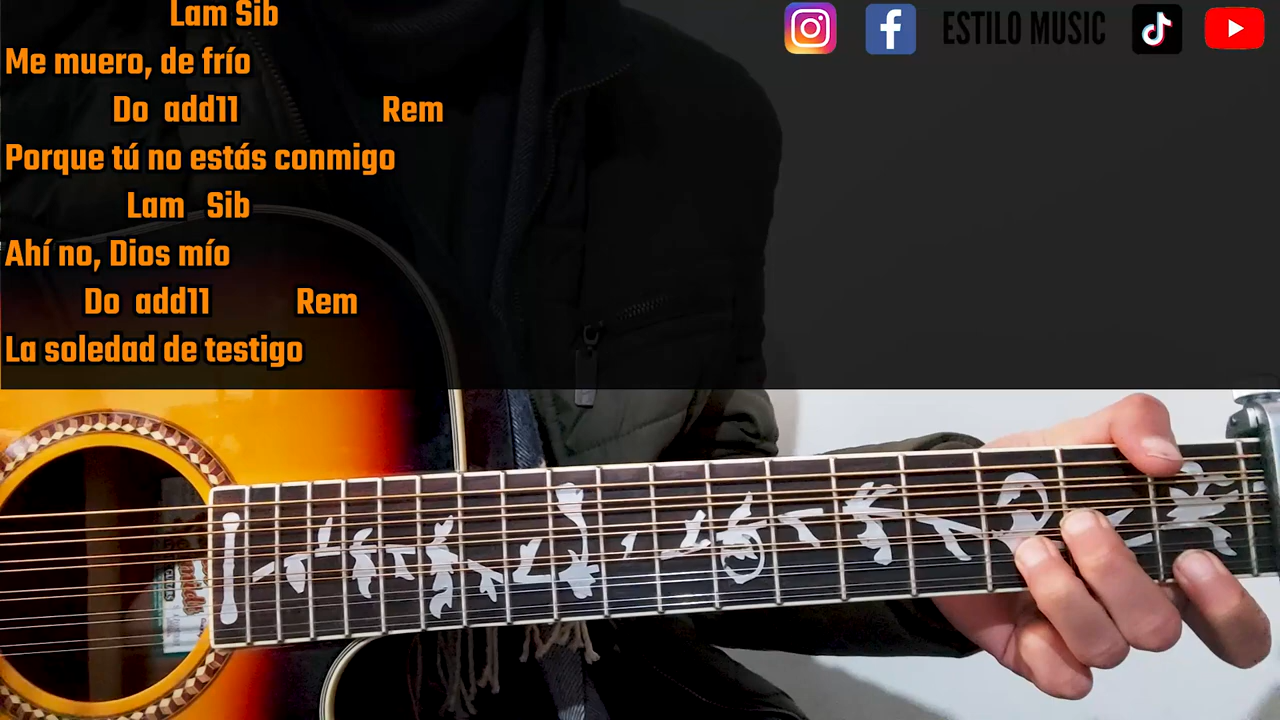 Lam Sib
Me muero, de frío
Do add11 Rem
Porque tú no estás conmigo
Lam Sib
Ahí no, Dios mío
Do add11 Rem
La soledad de testigo
ESTILO MUSIC